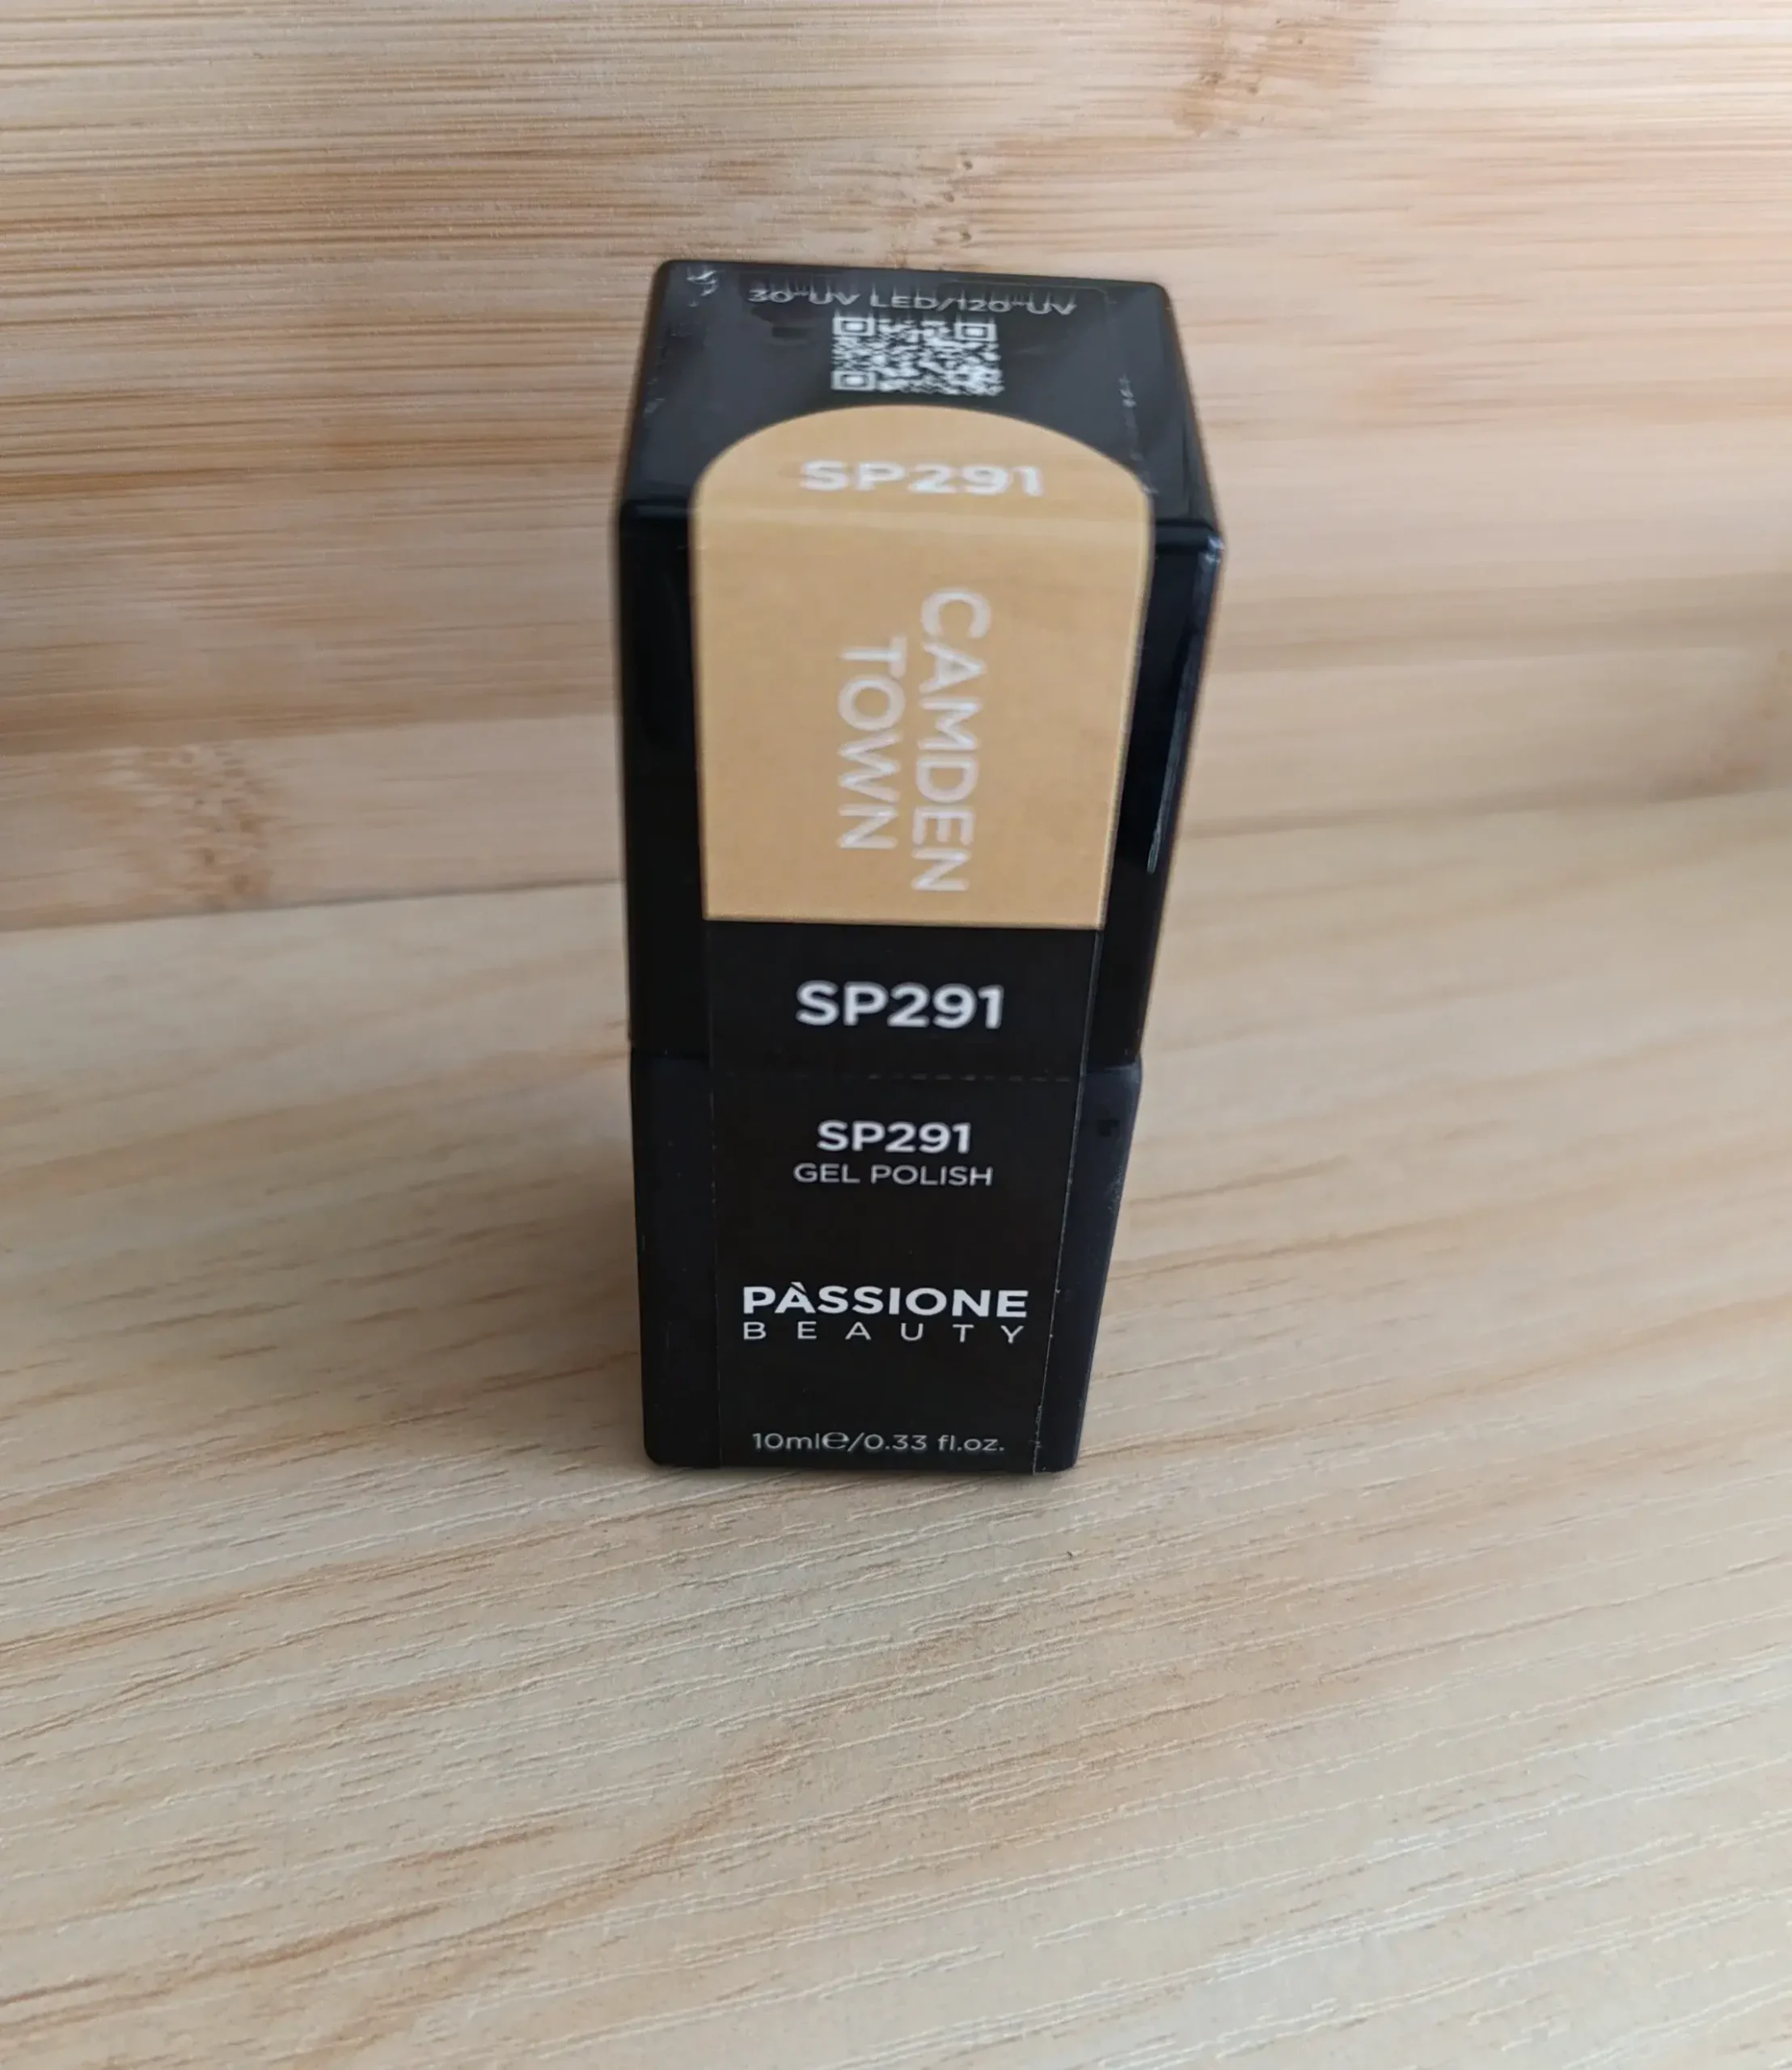 30"UV LED/120"UV
SP291
CAMDEN
TOWN
SP291
SP291
GEL POLISH
PÀSSIONE
BEAUTY
10ml℮/0.33 fl.oz.